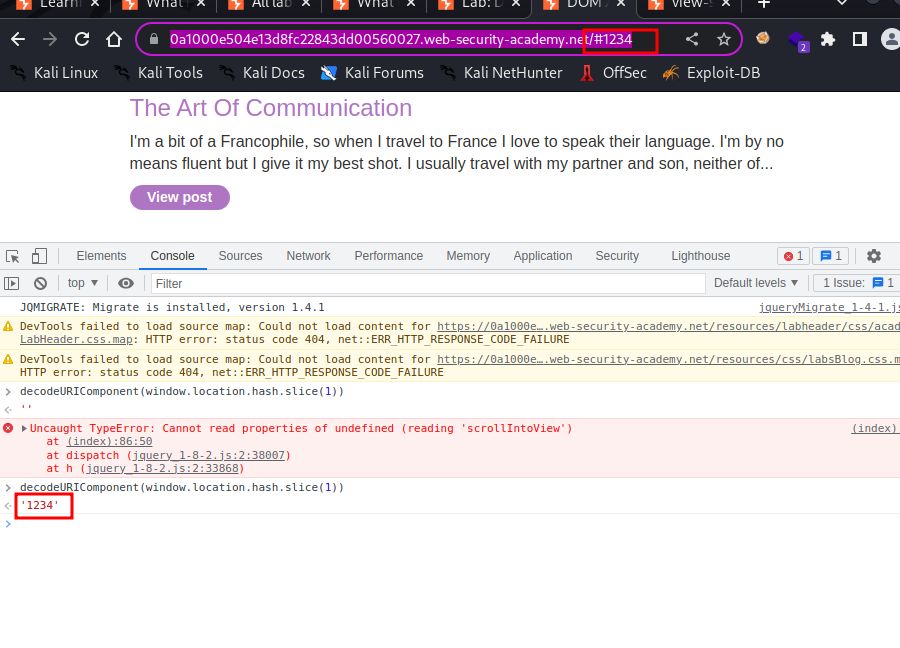 Learni
What
All lab
What
Lab: D
DOM
view-s
0a1000e504e13d8fc22843dd00560027.web-security-academy.net/#1234
2
Kali Linux
Kali Tools
Kali Docs
Kali Forums
Kali NetHunter
OffSec
Exploit-DB
The Art Of Communication
I'm a bit of a Francophile, so when I travel to France I love to speak their language. I'm by no
means fluent but I give it my best shot. I usually travel with my partner and son, neither of...
View post
Elements Console Sources Network Performance Memory Application Security Lighthouse 1 1
top Filter Default levels 1 Issue: 1
JQMIGRATE: Migrate is installed, version 1.4.1 jqueryMigrate_1-4-1.js
DevTools failed to load source map: Could not load content for https://0a1000e….web-security-academy.net/resources/labheader/css/acad
LabHeader.css.map: HTTP error: status code 404, net::ERR_HTTP_RESPONSE_CODE_FAILURE
DevTools failed to load source map: Could not load content for https://0a1000e….web-security-academy.net/resources/css/labsBlog.css.m
HTTP error: status code 404, net::ERR_HTTP_RESPONSE_CODE_FAILURE
decodeURIComponent(window.location.hash.slice(1))
''
Uncaught TypeError: Cannot read properties of undefined (reading 'scrollIntoView') (index)
at (index):86:50
at dispatch (jquery_1-8-2.js:2:38007)
at h (jquery_1-8-2.js:2:33868)
decodeURIComponent(window.location.hash.slice(1))
'1234'